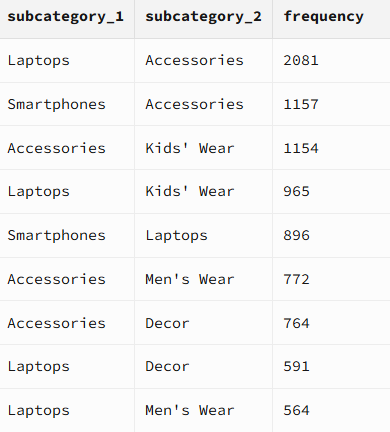 subcategory_1 subcategory_2 frequency
Laptops Accessories 2081
Smartphones Accessories 1157
Accessories Kids' Wear 1154
Laptops Kids' Wear 965
Smartphones Laptops 896
Accessories Men's Wear 772
Accessories Decor 764
Laptops Decor 591
Laptops Men's Wear 564